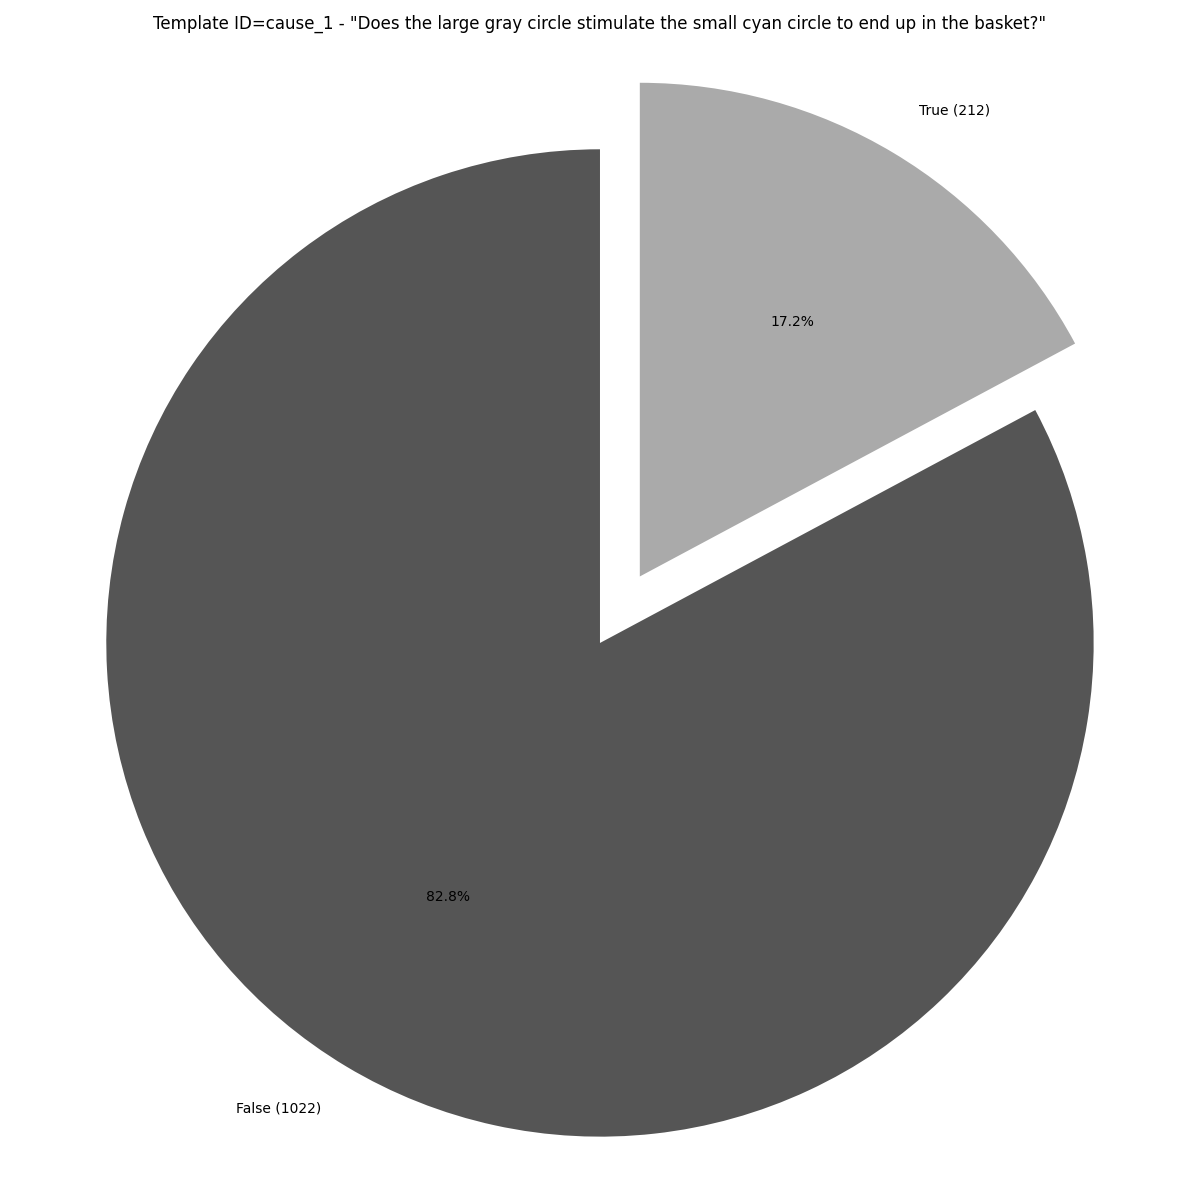 Template ID=cause_1 - "Does the large gray circle stimulate the small cyan circle to end up in the basket?"
True (212)
17.2%
82.8%
False (1022)